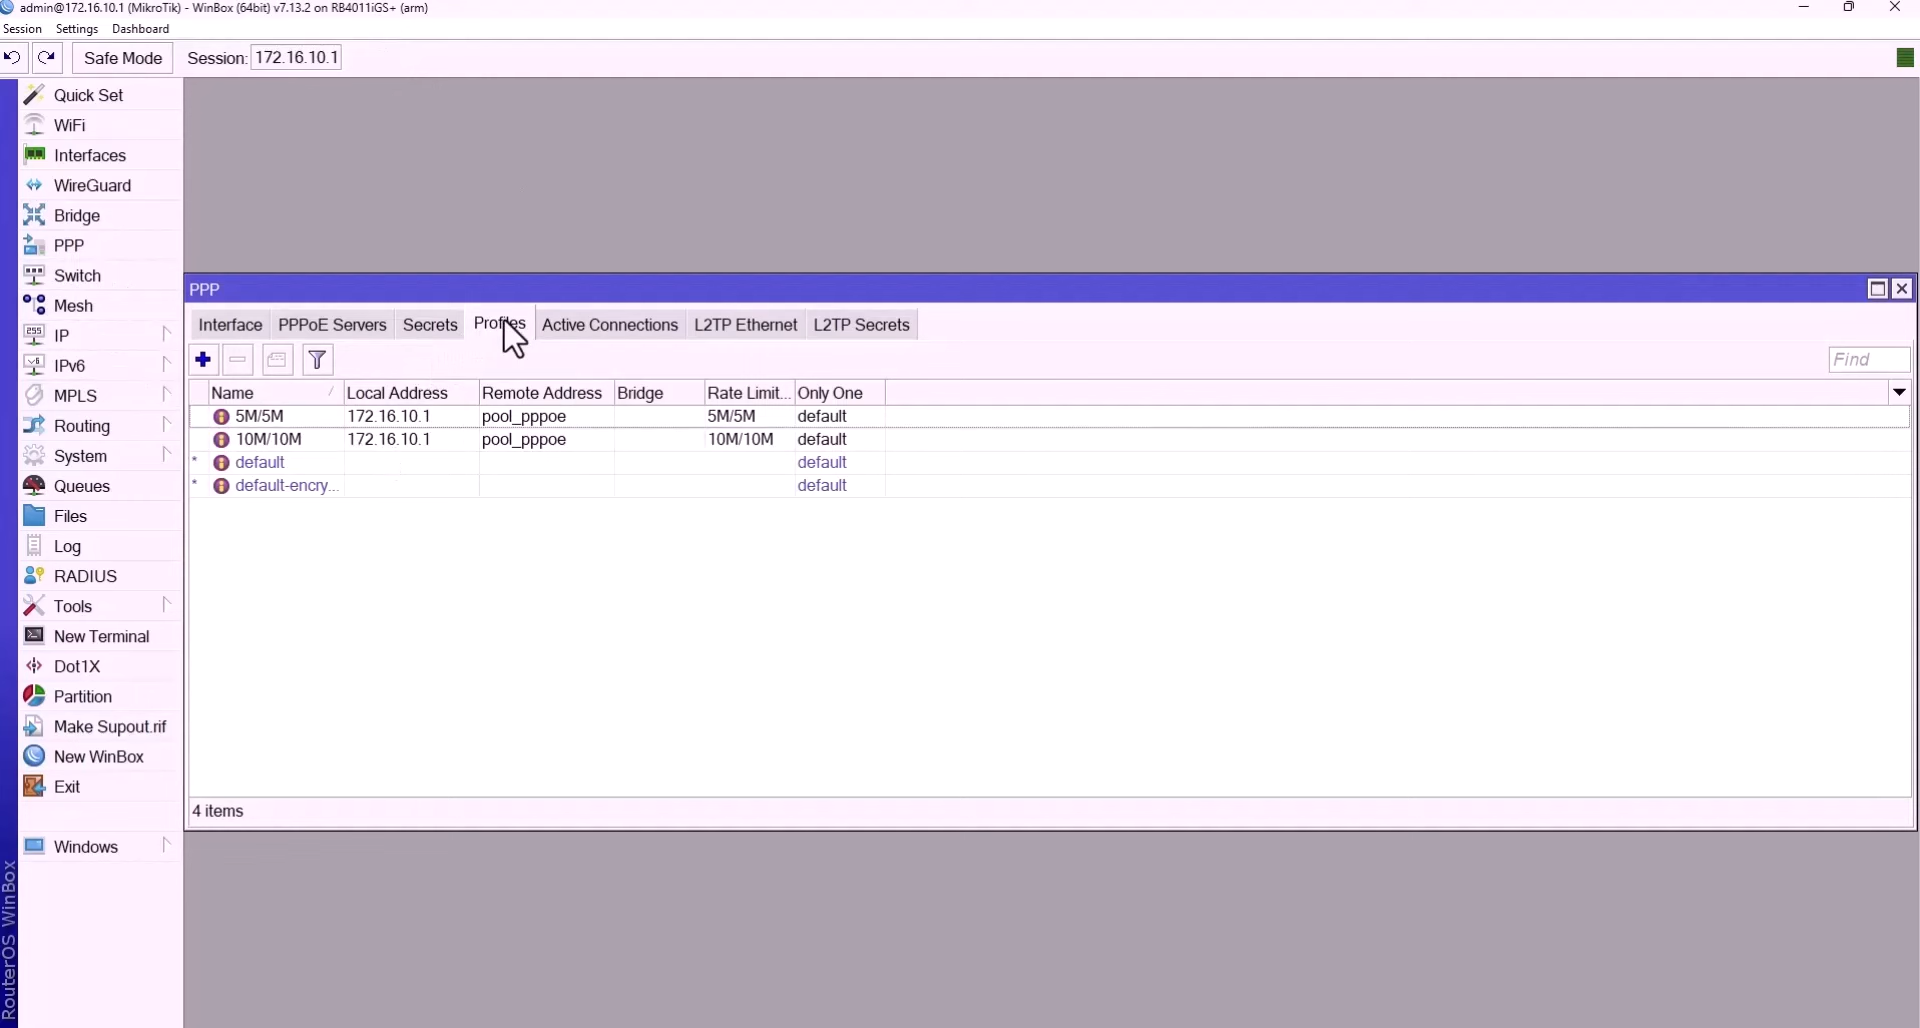 admin@172.16.10.1 (MikroTik) - WinBox (64bit) v7.13.2 on RB4011iGS+ (arm)
Session Settings Dashboard
Safe Mode Session: 172.16.10.1
Quick Set
WiFi
Interfaces
WireGuard
Bridge
PPP
Switch
Mesh
IP
IPv6
MPLS
Routing
System
Queues
Files
Log
RADIUS
Tools
New Terminal
Dot1X
Partition
Make Supout.rif
New WinBox
Exit
Windows
RouterOS WinBox
PPP
Interface PPPoE Servers Secrets Profiles Active Connections L2TP Ethernet L2TP Secrets
Find
Name Local Address Remote Address Bridge Rate Limit... Only One
5M/5M 172.16.10.1 pool_pppoe 5M/5M default
10M/10M 172.16.10.1 pool_pppoe 10M/10M default
* default default
* default-encry... default
4 items